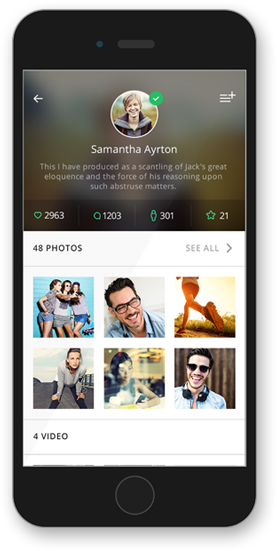 Samantha Ayrton
This I have produced as a scantling of Jack's great
eloquence and the force of his reasoning upon
such abstruse matters.
2963 1203 301 21
48 PHOTOS SEE ALL
4 VIDEO